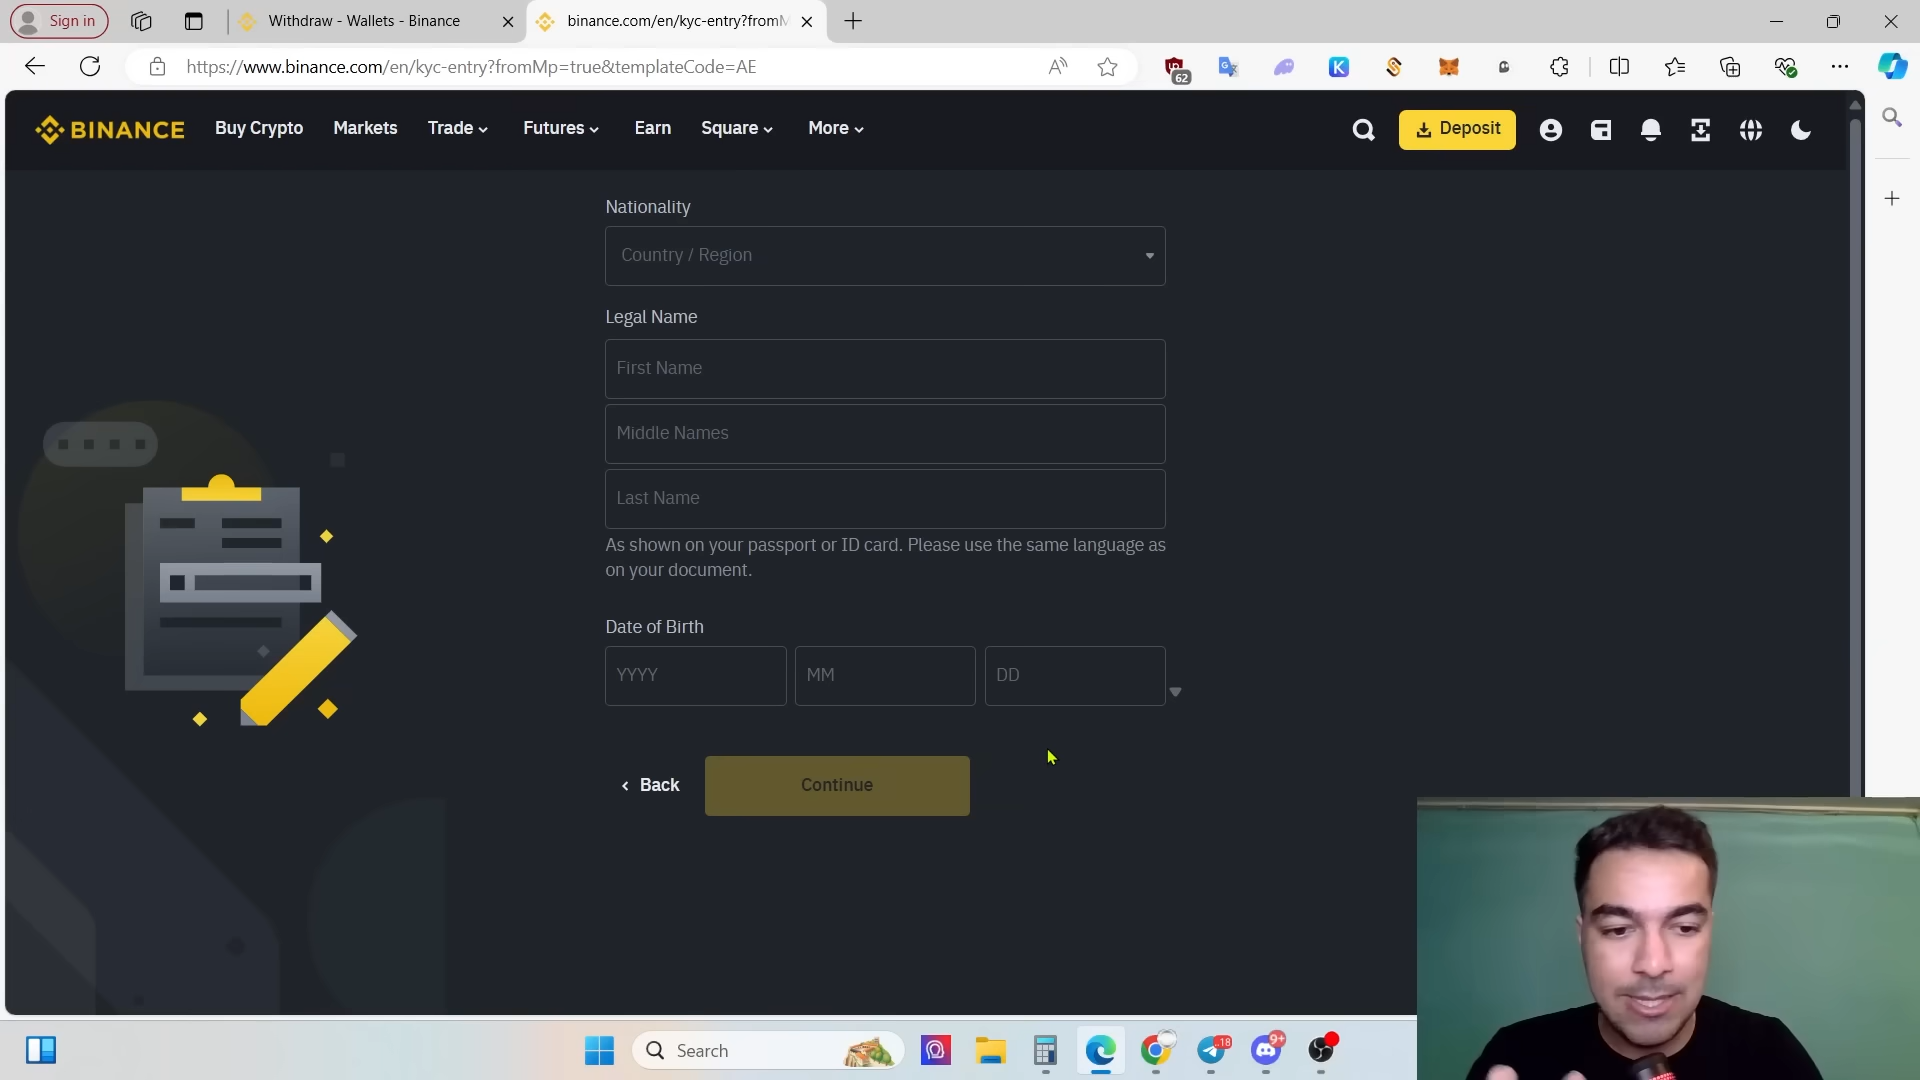 Sign in
Withdraw - Wallets - Binance
binance.com/en/kyc-entry?fromM
https://www.binance.com/en/kyc-entry?fromMp=true&templateCode=AE
62
BINANCE
Buy Crypto
Markets
Trade
Futures
Earn
Square
More
Deposit
Nationality
Country / Region
Legal Name
First Name
Middle Names
Last Name
As shown on your passport or ID card. Please use the same language as
on your document.
Date of Birth
YYYY
MM
DD
Back
Continue
Search
18
9+